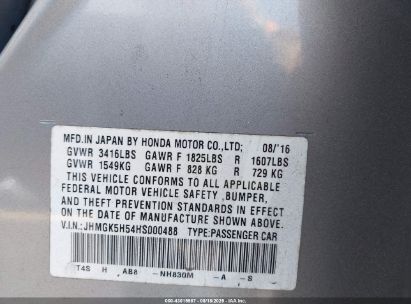 MFD.IN JAPAN BY HONDA MOTOR CO.,LTD; 08/'16
GVWR 3416LBS GAWR F 1825LBS R 1607LBS
GVWR 1549KG GAWR F 828 KG R 729 KG
THIS VEHICLE CONFORMS TO ALL APPLICABLE
FEDERAL MOTOR VEHICLE SAFETY ,BUMPER,
AND THEFT PREVENTION STANDARDS IN EFFECT
ON THE DATE OF MANUFACTURE SHOWN ABOVE.
V.I.N.:JHMGK5H54HS000488 TYPE:PASSENGER CAR
T4S H AB8 -NH830M -A -S